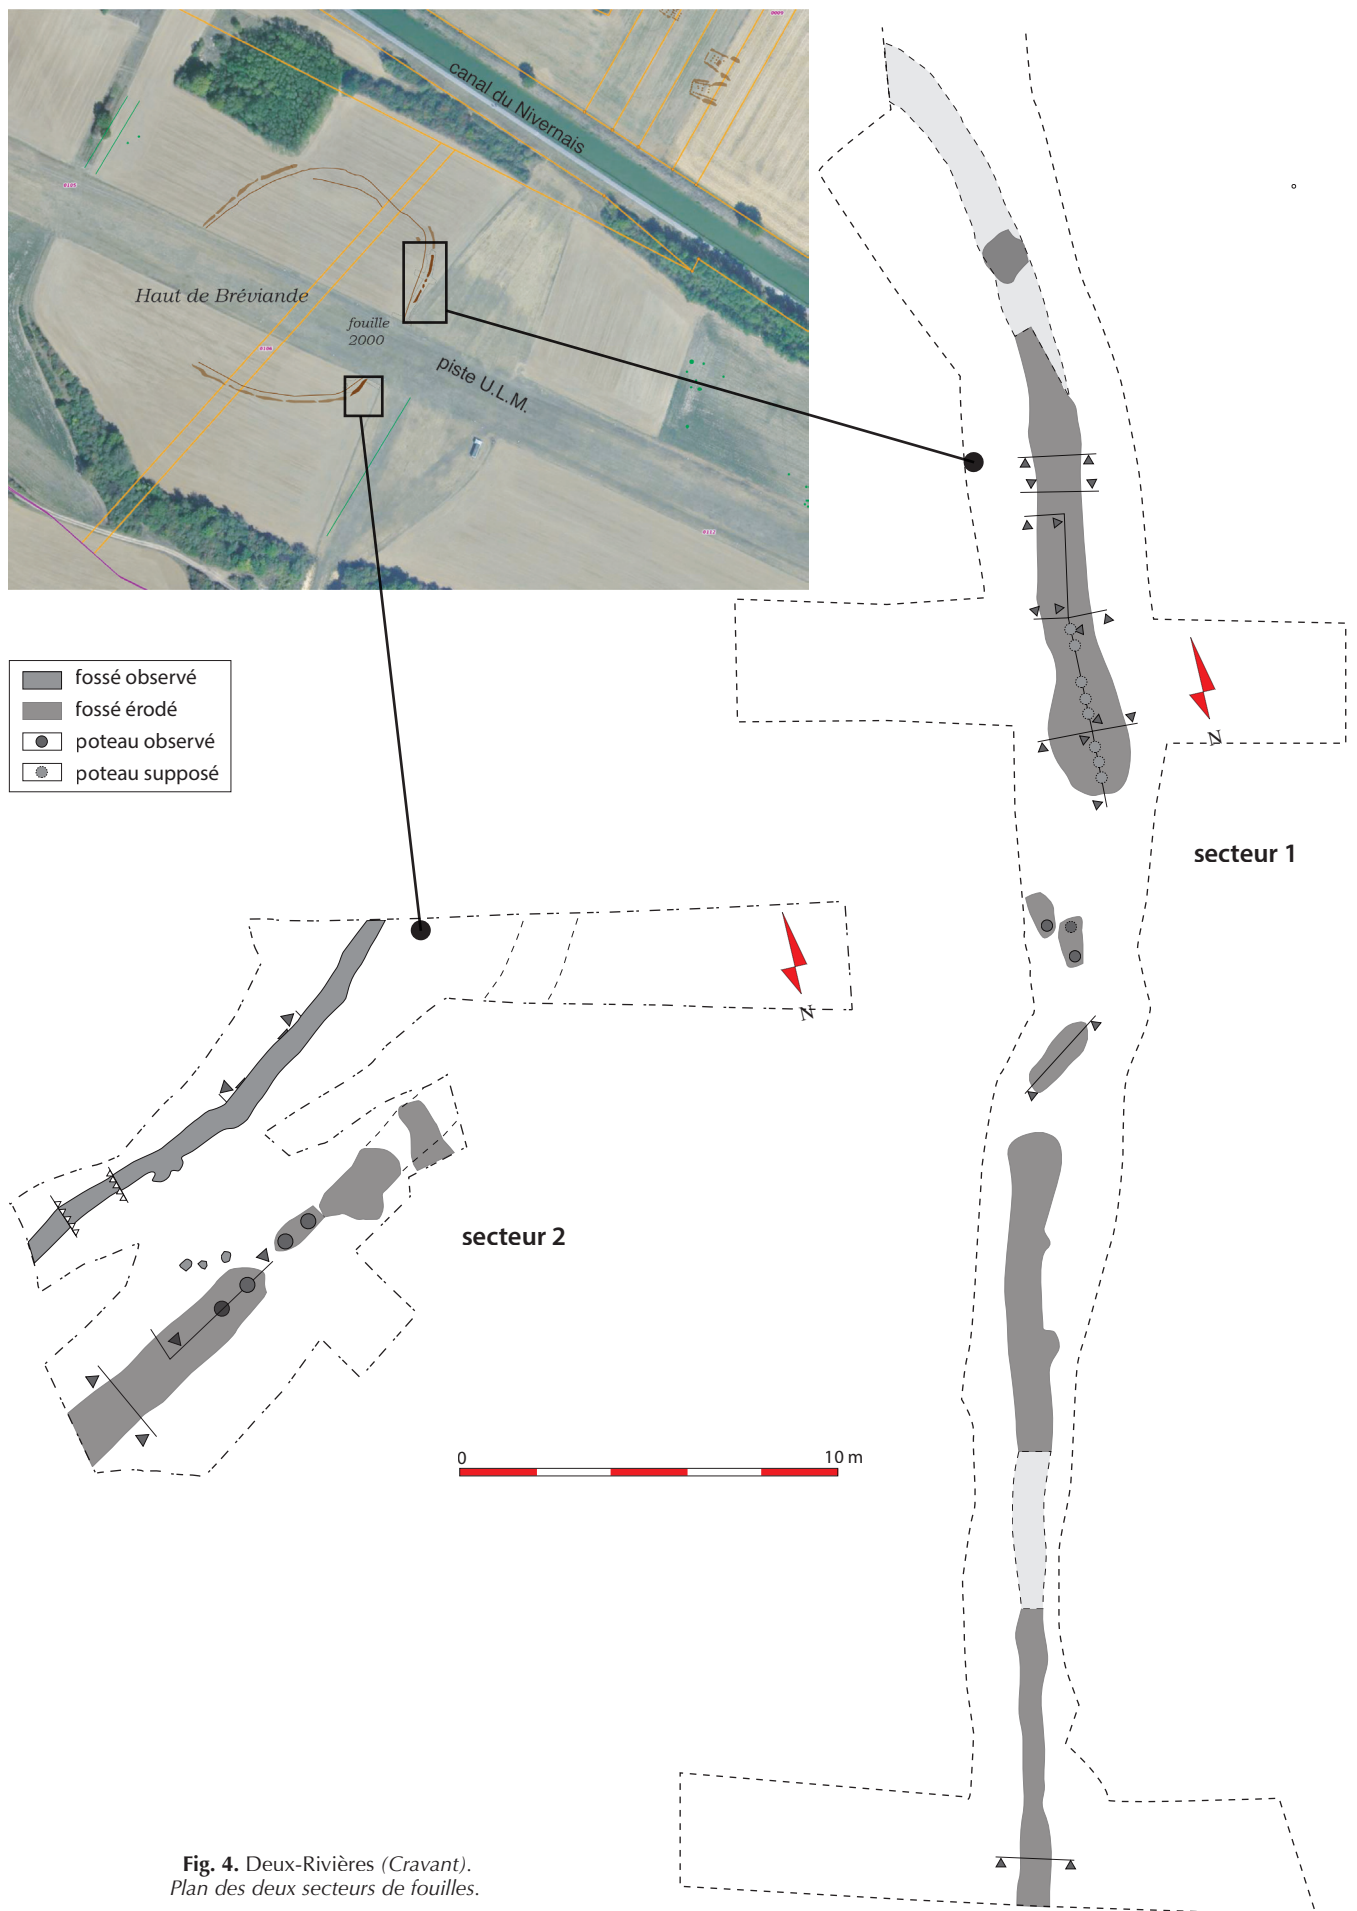 canal du Nivernais
Haut de Bréviande
fouille
2000
piste U.L.M.
fossé observé
fossé érodé
poteau observé
poteau supposé
N
secteur 1
N
secteur 2
0
10 m
Fig. 4. Deux-Rivières (Cravant).
Plan des deux secteurs de fouilles.